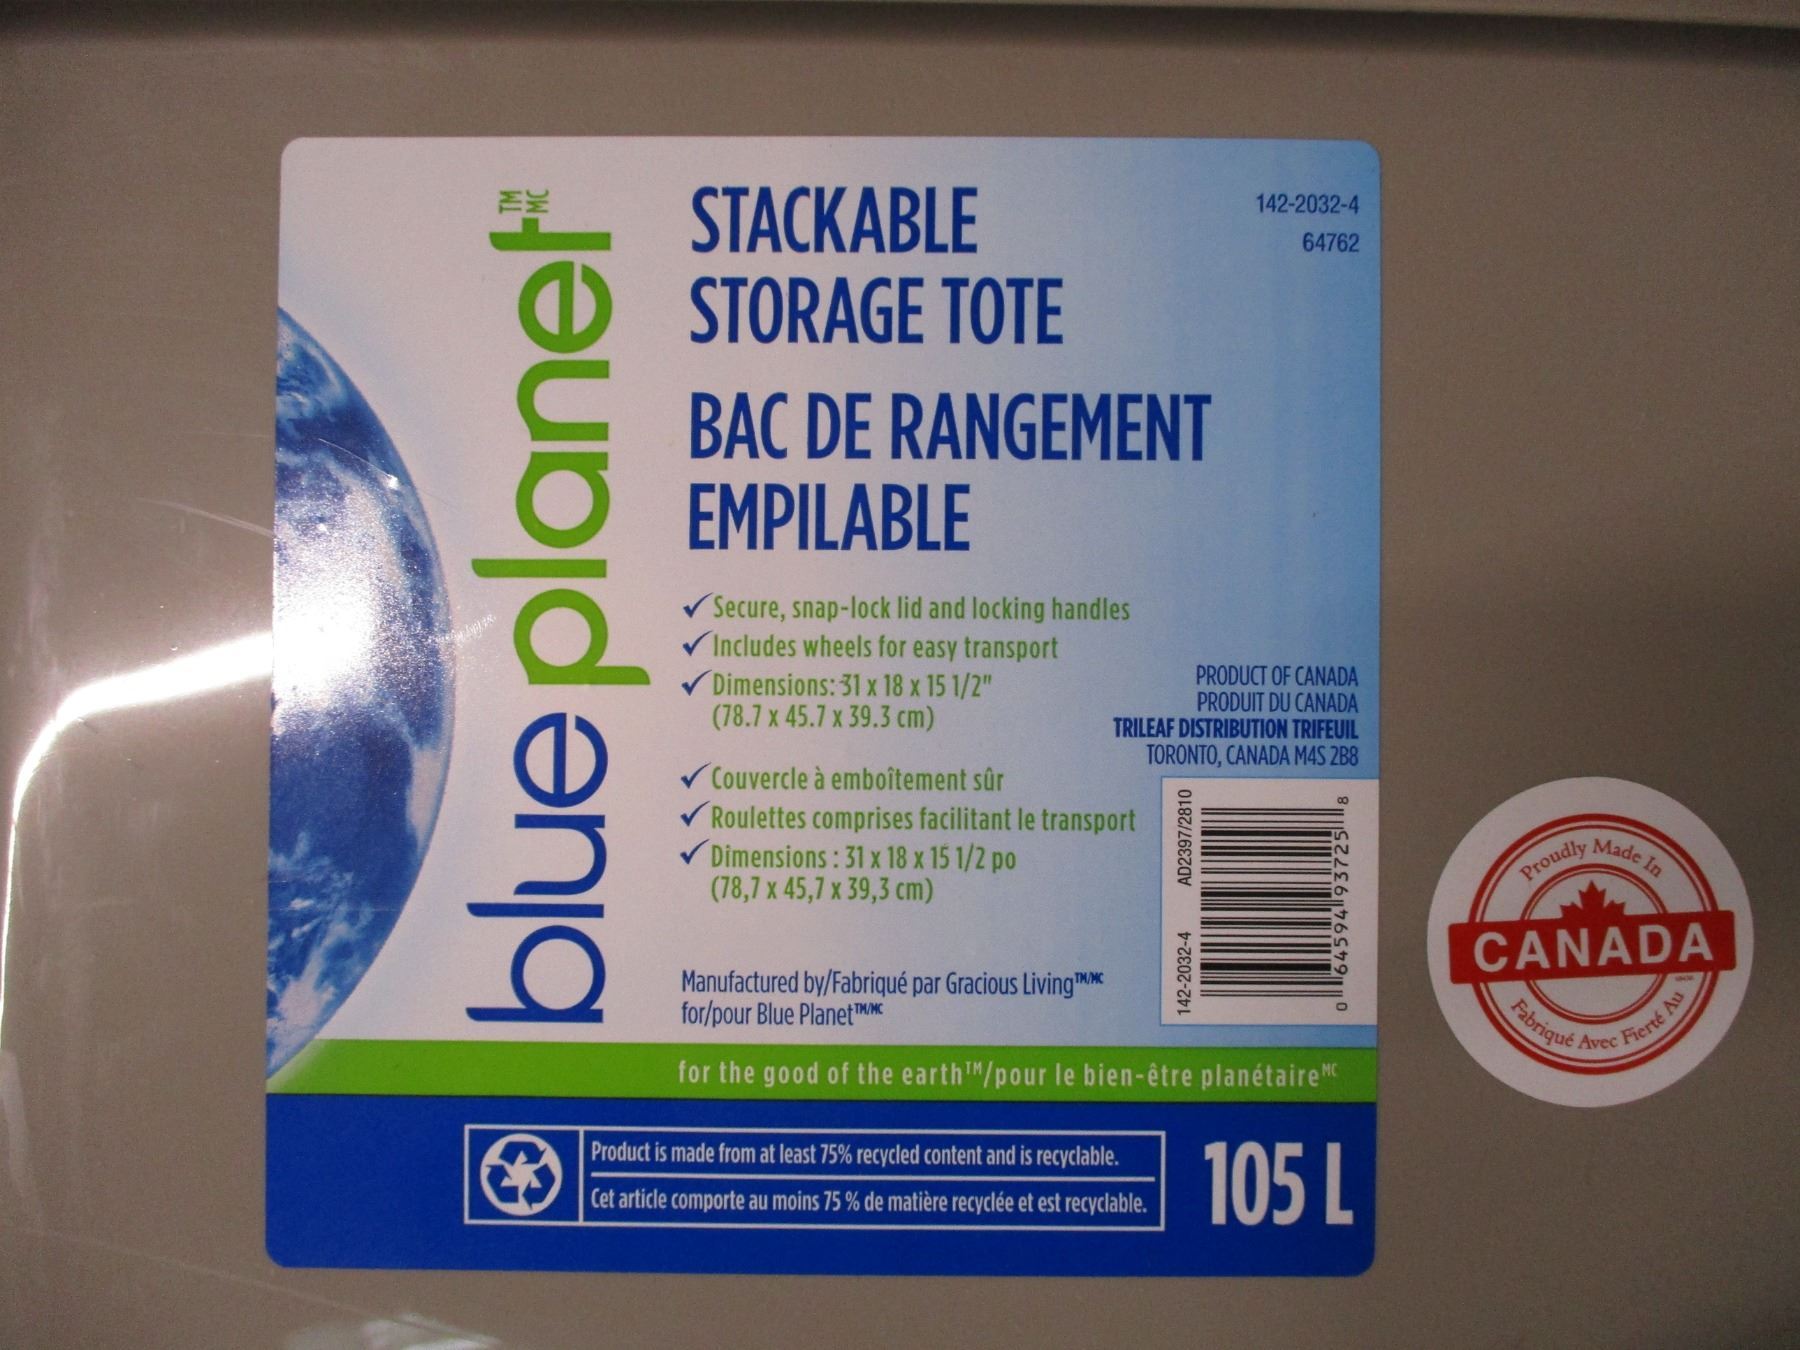 blue planet™ MC
STACKABLE
STORAGE TOTE
BAC DE RANGEMENT
EMPILABLE
142-2032-4
64762
✓ Secure, snap-lock lid and locking handles
✓ Includes wheels for easy transport
✓ Dimensions: 31 x 18 x 15 1/2"
(78.7 x 45.7 x 39.3 cm)
✓ Couvercle à emboîtement sûr
✓ Roulettes comprises facilitant le transport
✓ Dimensions : 31 x 18 x 15 1/2 po
(78,7 x 45,7 x 39,3 cm)
PRODUCT OF CANADA
PRODUIT DU CANADA
TRILEAF DISTRIBUTION TRIFEUIL
TORONTO, CANADA M4S 2B8
142-2032-4 AD2397/2810
0 64594 93725 8
Manufactured by/Fabriqué par Gracious Living™/MC
for/pour Blue Planet™/MC
for the good of the earth™/pour le bien-être planétaire MC
Product is made from at least 75% recycled content and is recyclable.
Cet article comporte au moins 75 % de matière recyclée et est recyclable.
105 L
Proudly Made In
CANADA
Fabriqué Avec Fierté Au